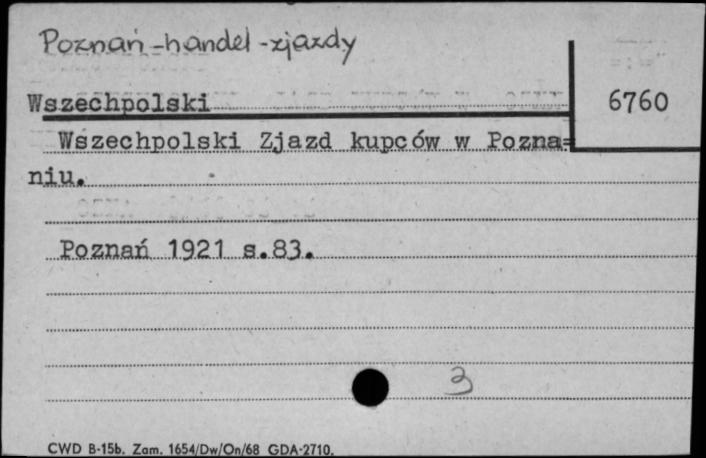 Poznań-handel-zjazdy
Wszechpolski
6760
Wszechpolski Zjazd kupców w Pozna=
niu.
Poznań 1921 s.83.
3
CWD B-15b. Zam. 1654/Dw/On/68 GDA-2710.